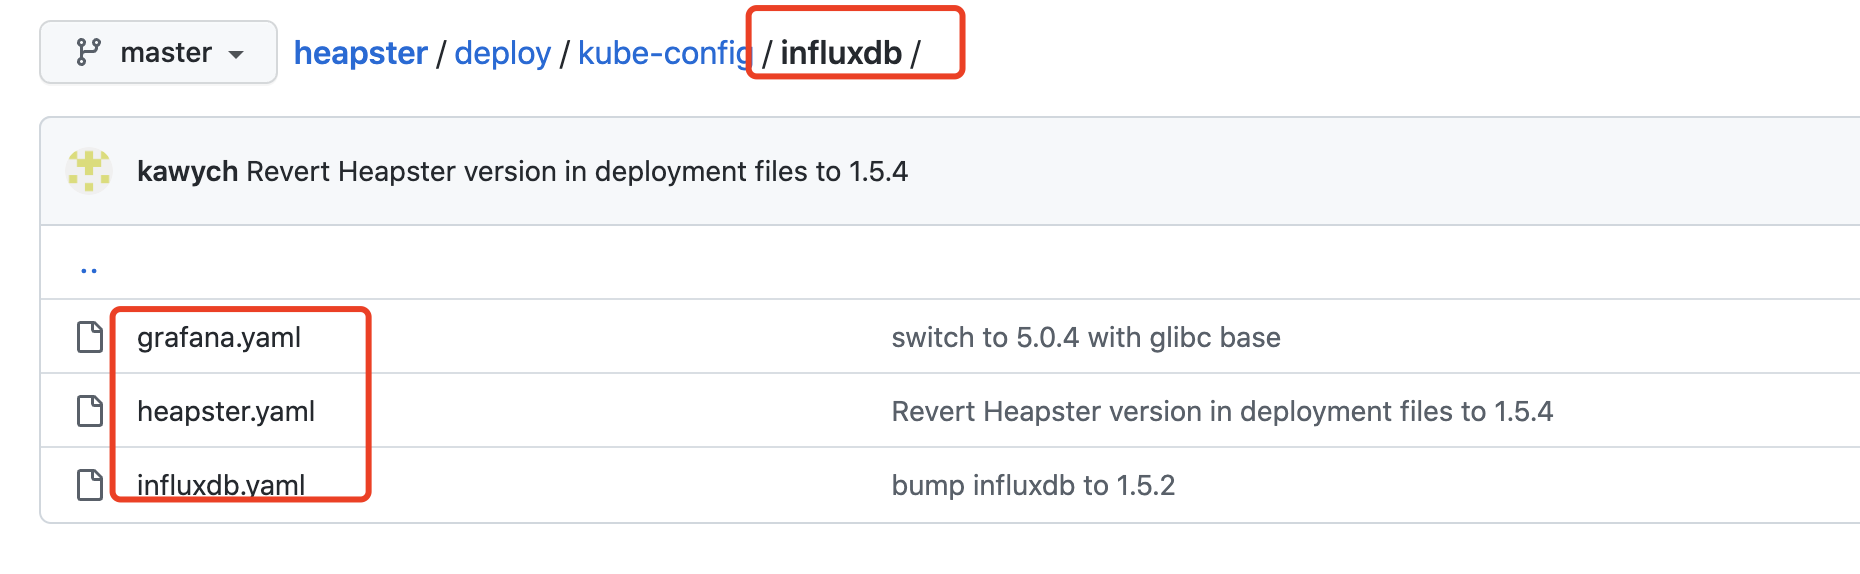 master heapster / deploy / kube-config / influxdb /
kawych Revert Heapster version in deployment files to 1.5.4
..
grafana.yaml switch to 5.0.4 with glibc base
heapster.yaml Revert Heapster version in deployment files to 1.5.4
influxdb.yaml bump influxdb to 1.5.2